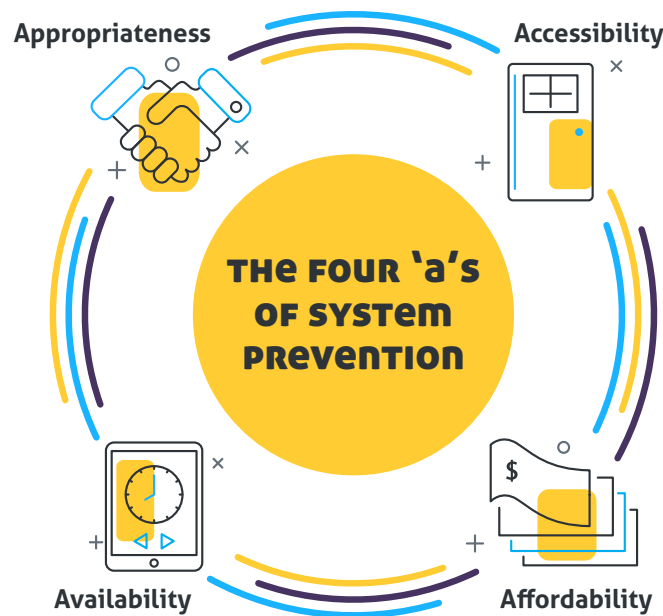 Appropriateness
Accessibility
THE FOUR 'a's
OF SYSTEM
PREVENTION
$
Availability
Affordability